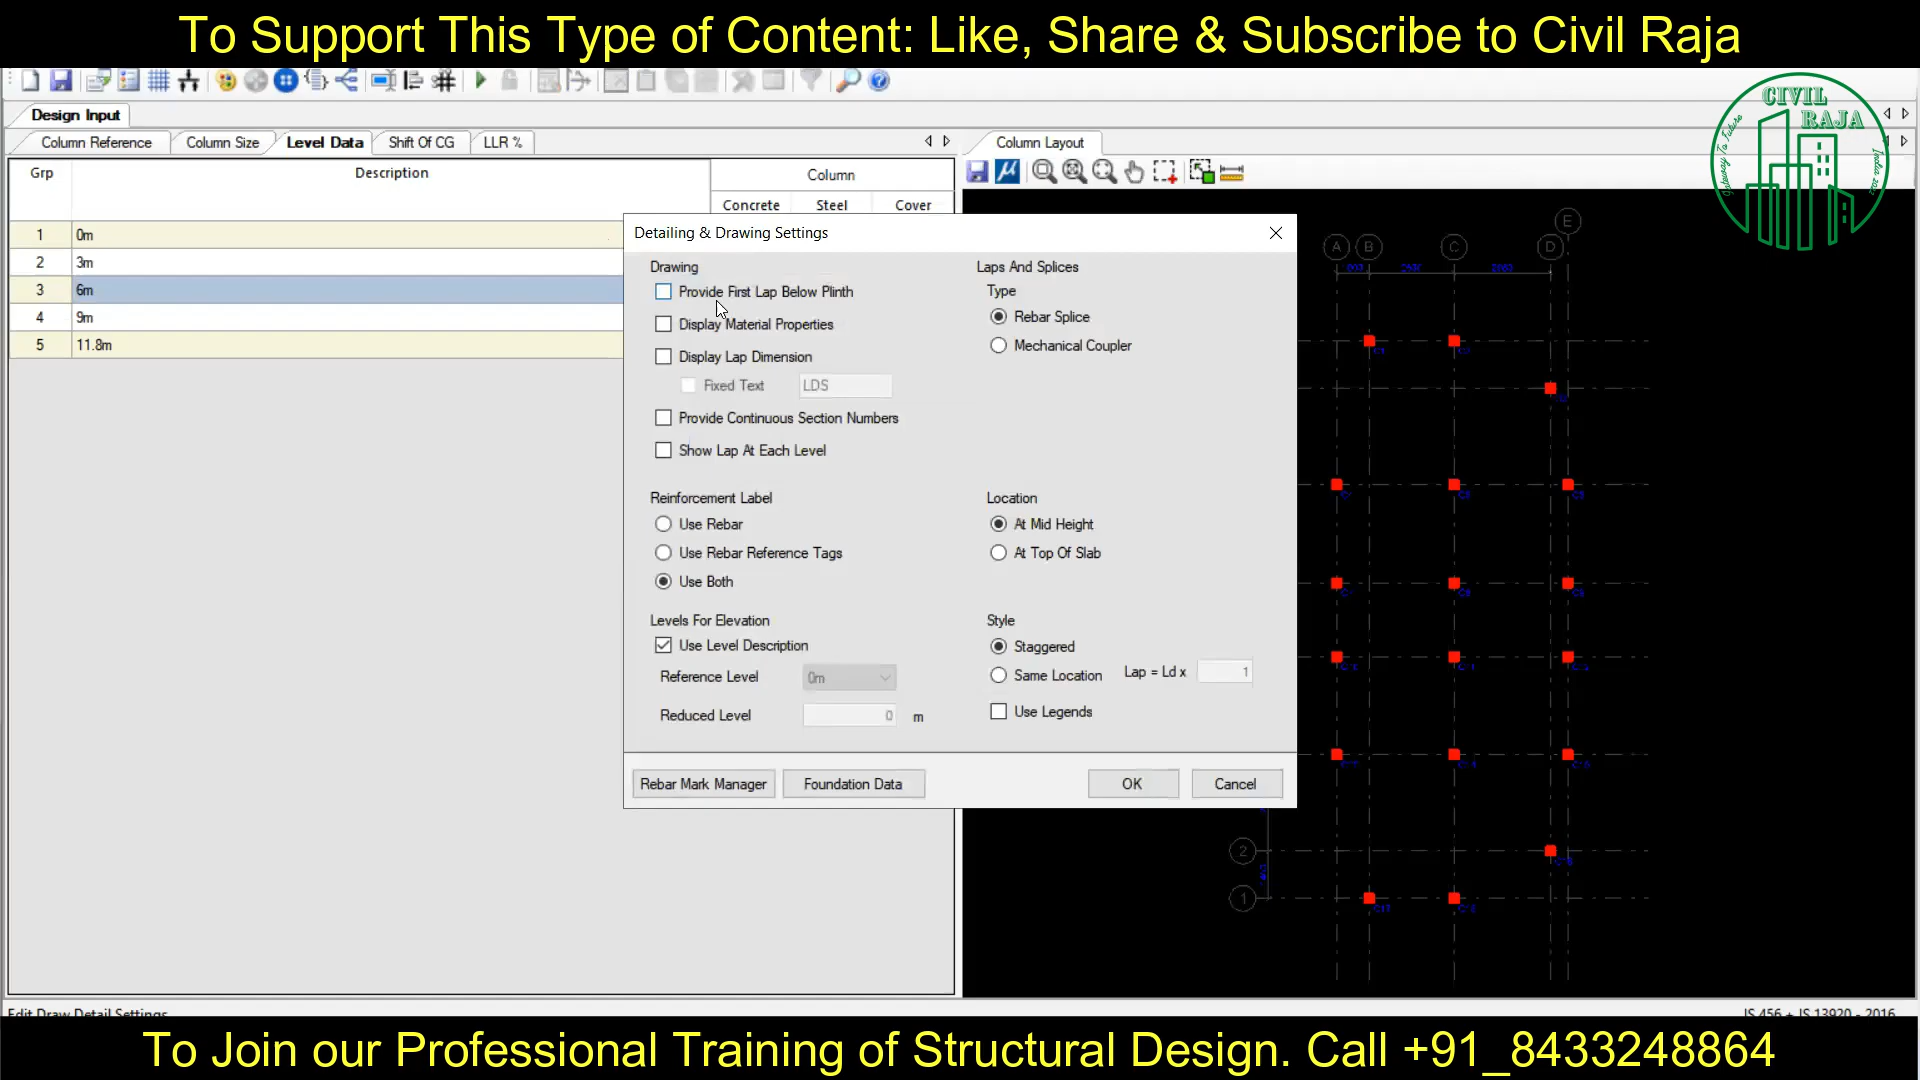 To Support This Type of Content: Like, Share & Subscribe to Civil Raja
Design Input
Column Reference
Column Size
Level Data
Shift Of CG
LLR %
Column Layout
CIVIL
RAJA
Grp
Description
Column
Concrete
Steel
Cover
1 0m
2 3m
3 6m
4 9m
5 11.8m
Detailing & Drawing Settings
Drawing
Provide First Lap Below Plinth
Display Material Properties
Display Lap Dimension
Fixed Text LDS
Provide Continuous Section Numbers
Show Lap At Each Level
Laps And Splices
Type
Rebar Splice
Mechanical Coupler
Reinforcement Label
Use Rebar
Use Rebar Reference Tags
Use Both
Location
At Mid Height
At Top Of Slab
Levels For Elevation
Use Level Description
Reference Level 0m
Reduced Level 0 m
Style
Staggered
Same Location Lap = Ld x 1
Use Legends
Rebar Mark Manager
Foundation Data
OK
Cancel
A B C D E
2
1
Edit Draw Detail Settings
IS 456 + IS 13920 - 2016
To Join our Professional Training of Structural Design. Call +91_8433248864